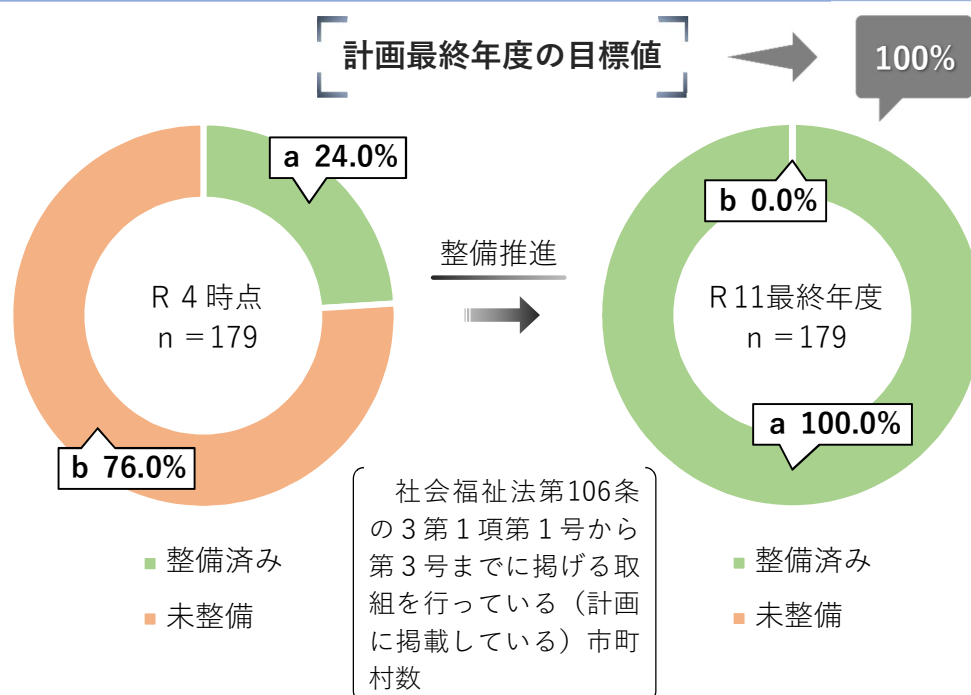 計画最終年度の目標値
100%
a 24.0%
b 76.0%
R 4 時点
n =179
整備推進
b 0.0%
a 100.0%
R 11最終年度
n =179
社会福祉法第106条
の３第１項第１号から
第３号までに掲げる取
組を行っている（計画
に掲載している）市町
村数
整備済み
未整備
整備済み
未整備